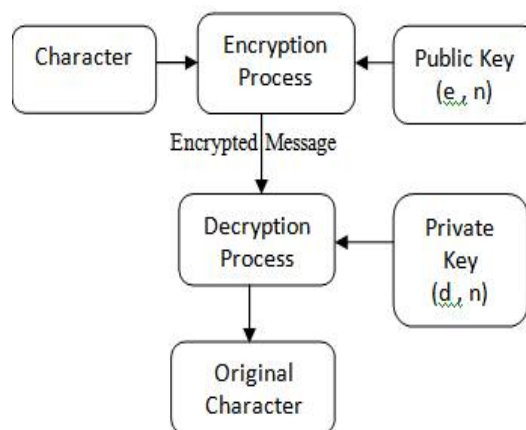 Character
Encryption
Process
Public Key
(e , n)
Encrypted Message
Decryption
Process
Private
Key
(d , n)
Original
Character